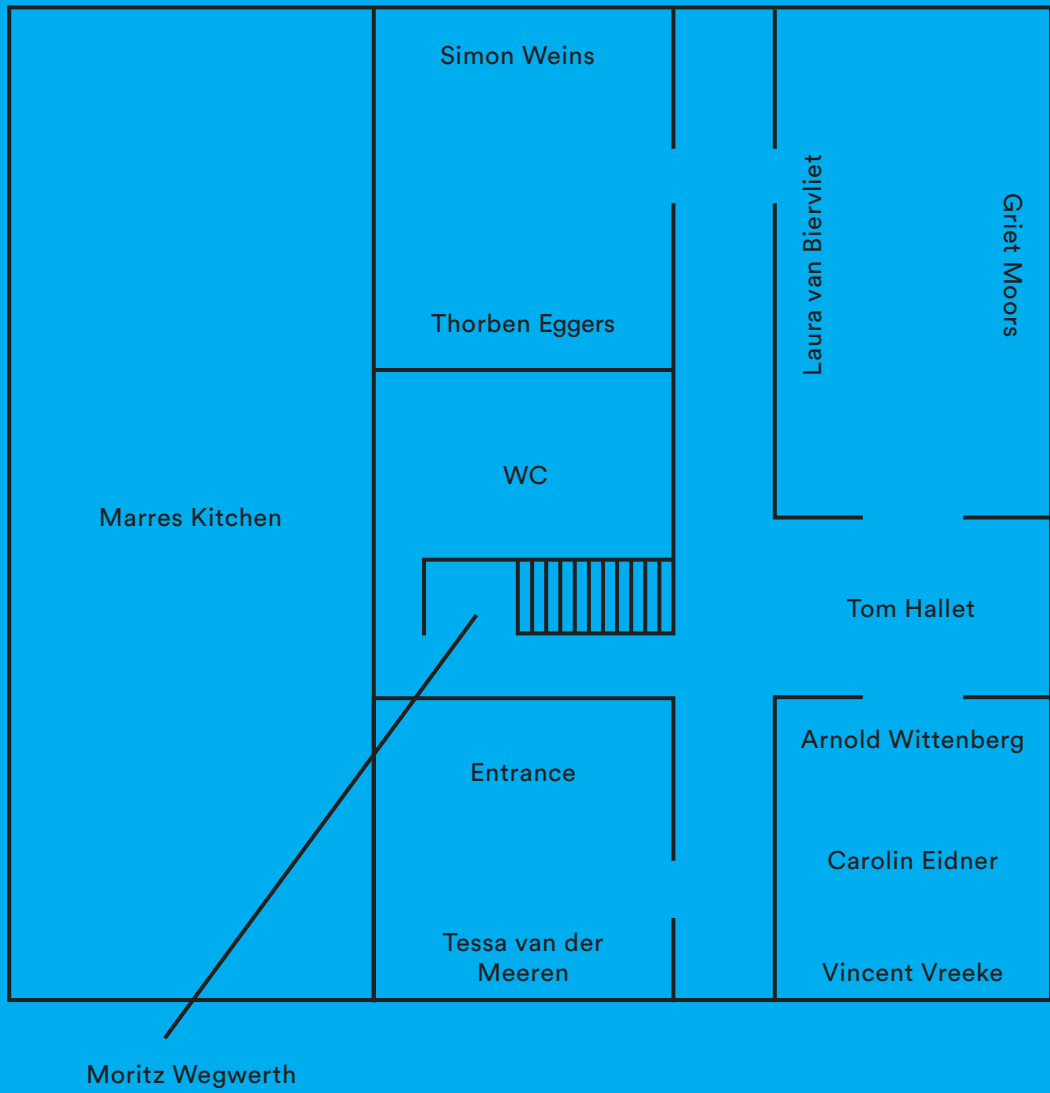 Simon Weins
Laura van Biervliet
Griet Moors
Thorben Eggers
WC
Marres Kitchen
Tom Hallet
Arnold Wittenberg
Entrance
Carolin Eidner
Tessa van der
Meeren
Vincent Vreeke
Moritz Wegwerth